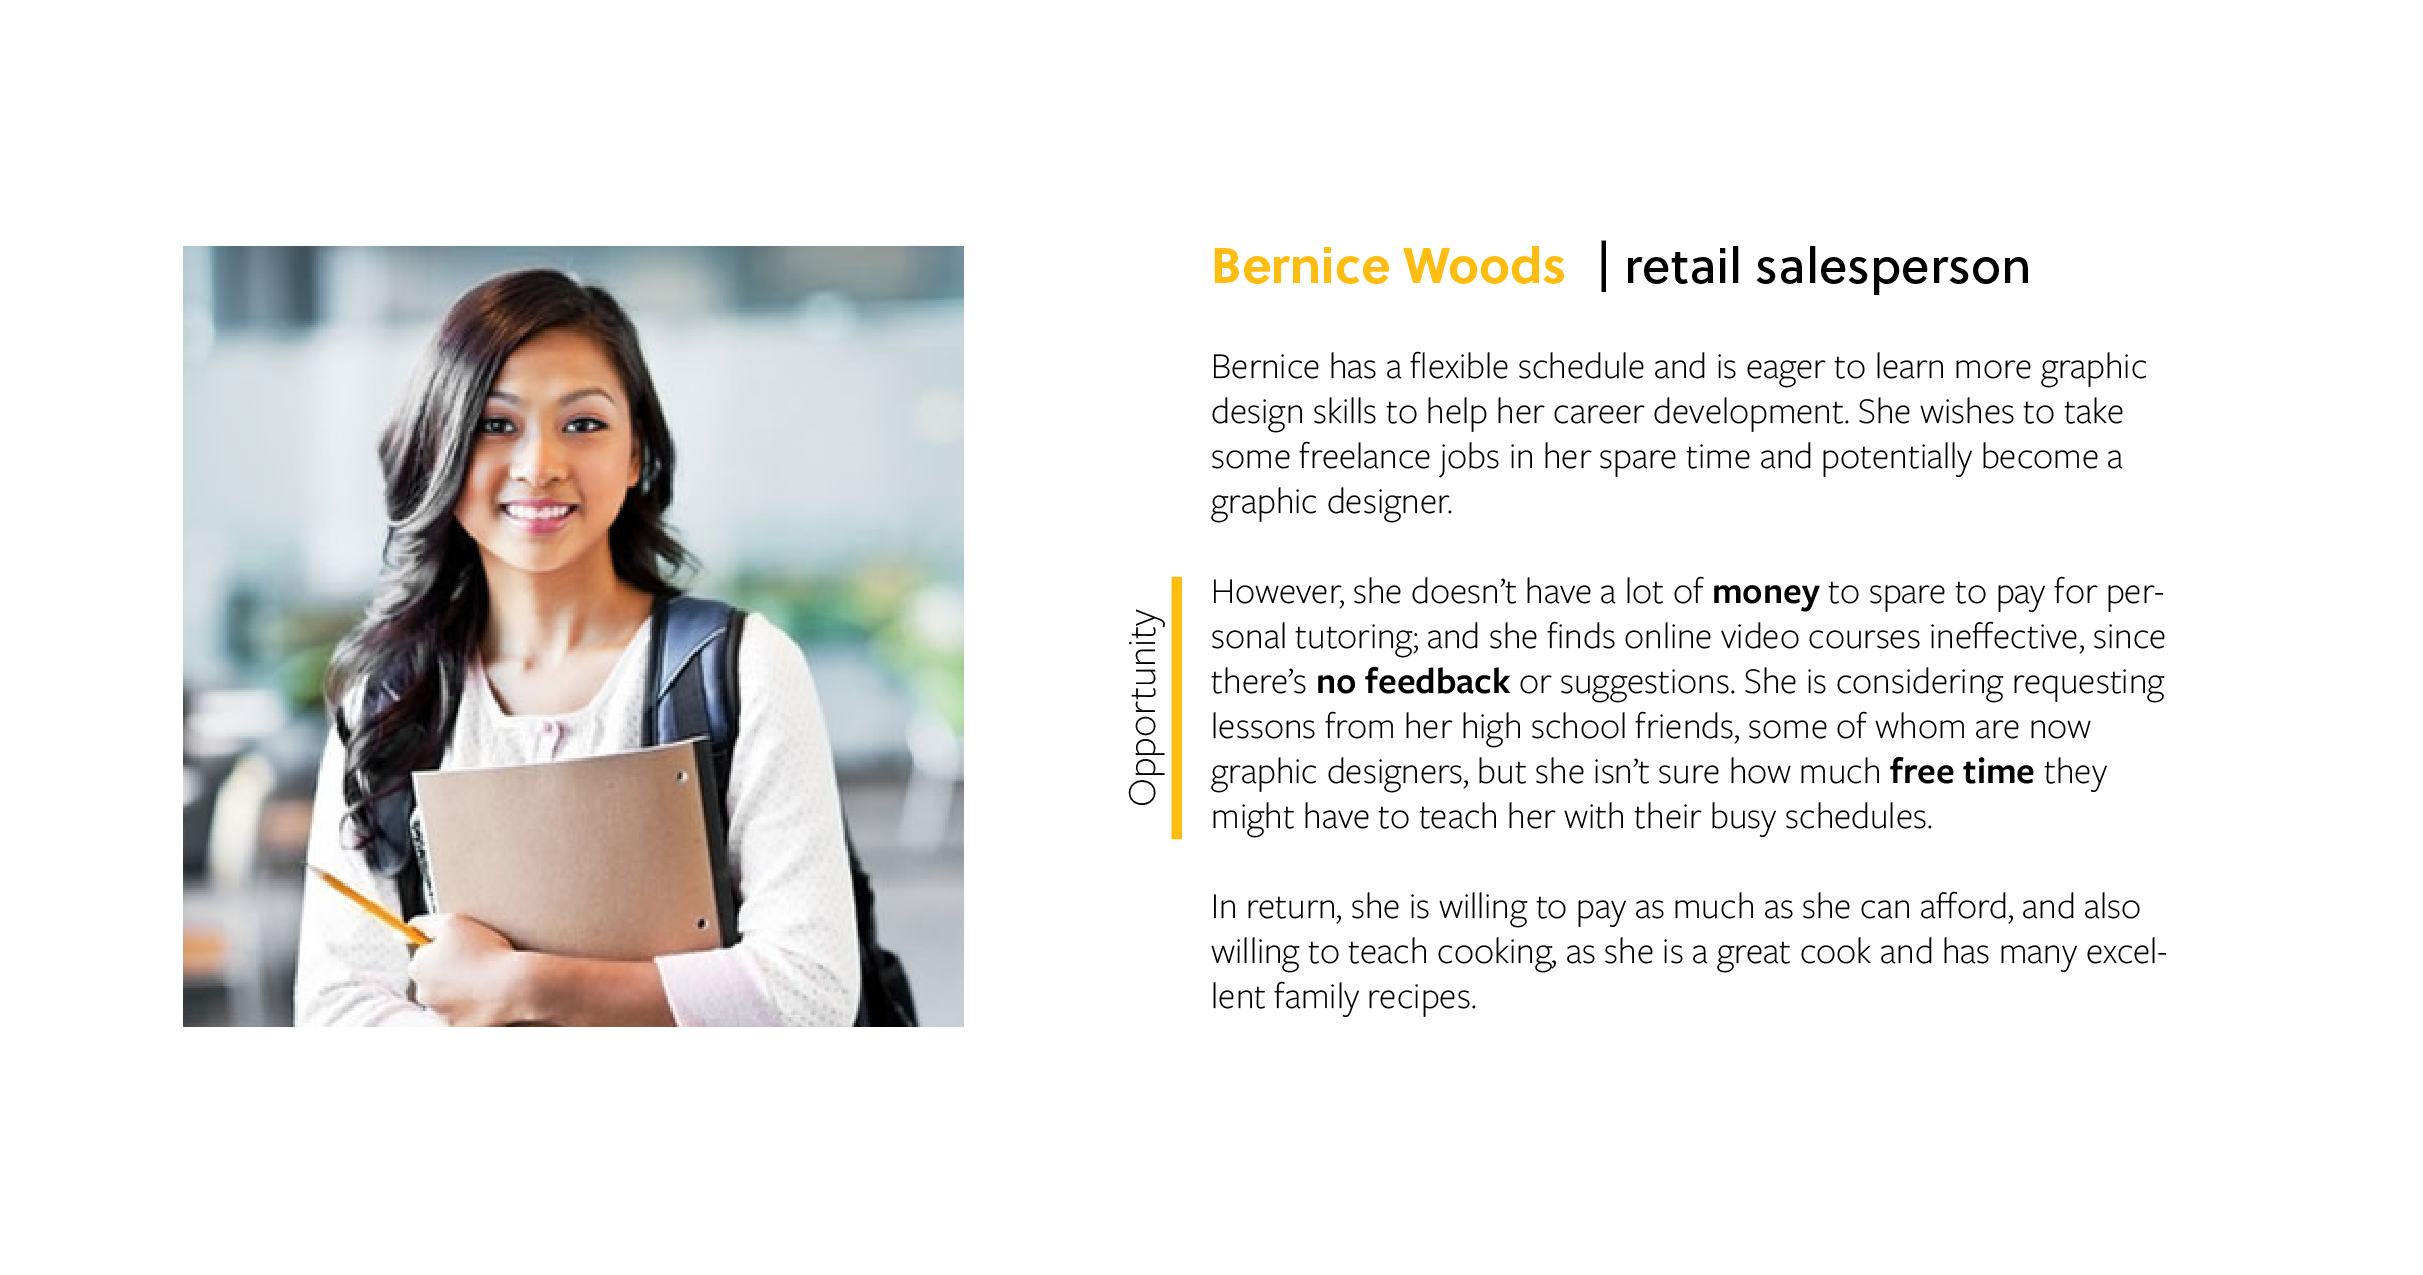 Bernice Woods | retail salesperson
Bernice has a flexible schedule and is eager to learn more graphic
design skills to help her career development. She wishes to take
some freelance jobs in her spare time and potentially become a
graphic designer.
Opportunity
However, she doesn’t have a lot of money to spare to pay for per-
sonal tutoring; and she finds online video courses ineffective, since
there’s no feedback or suggestions. She is considering requesting
lessons from her high school friends, some of whom are now
graphic designers, but she isn’t sure how much free time they
might have to teach her with their busy schedules.
In return, she is willing to pay as much as she can afford, and also
willing to teach cooking, as she is a great cook and has many excel-
lent family recipes.